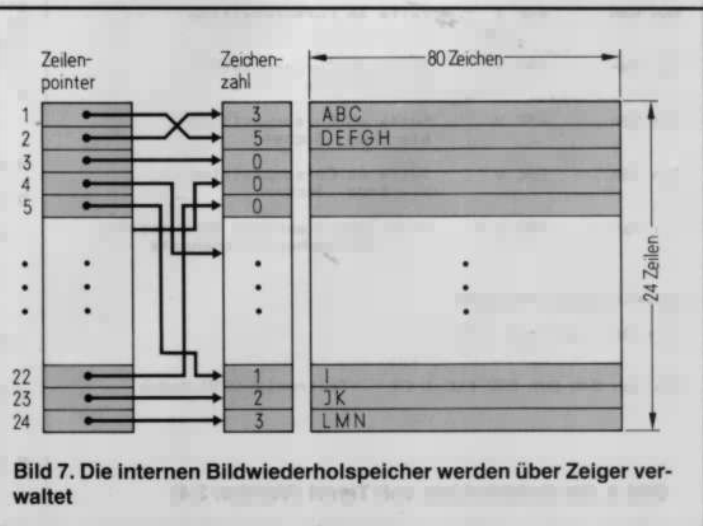 Zeilen-
pointer
Zeichen-
zahl
80 Zeichen
1 3 ABC
2 5 DEFGH
3 0
4 0
5 0
24 Zeilen
22 1 I
23 2 JK
24 3 LMN
Bild 7. Die internen Bildwiederholspeicher werden über Zeiger ver-
waltet